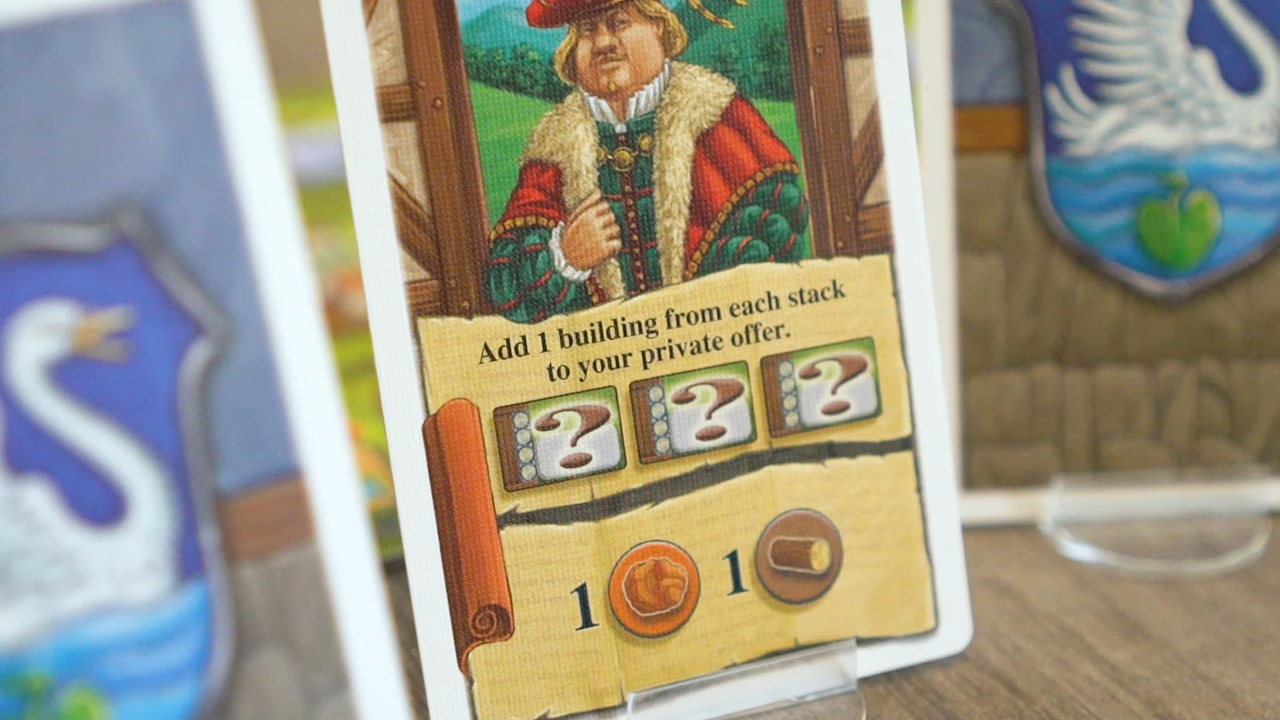 Add 1 building from each stack
to your private offer.
? ? ?
1 1